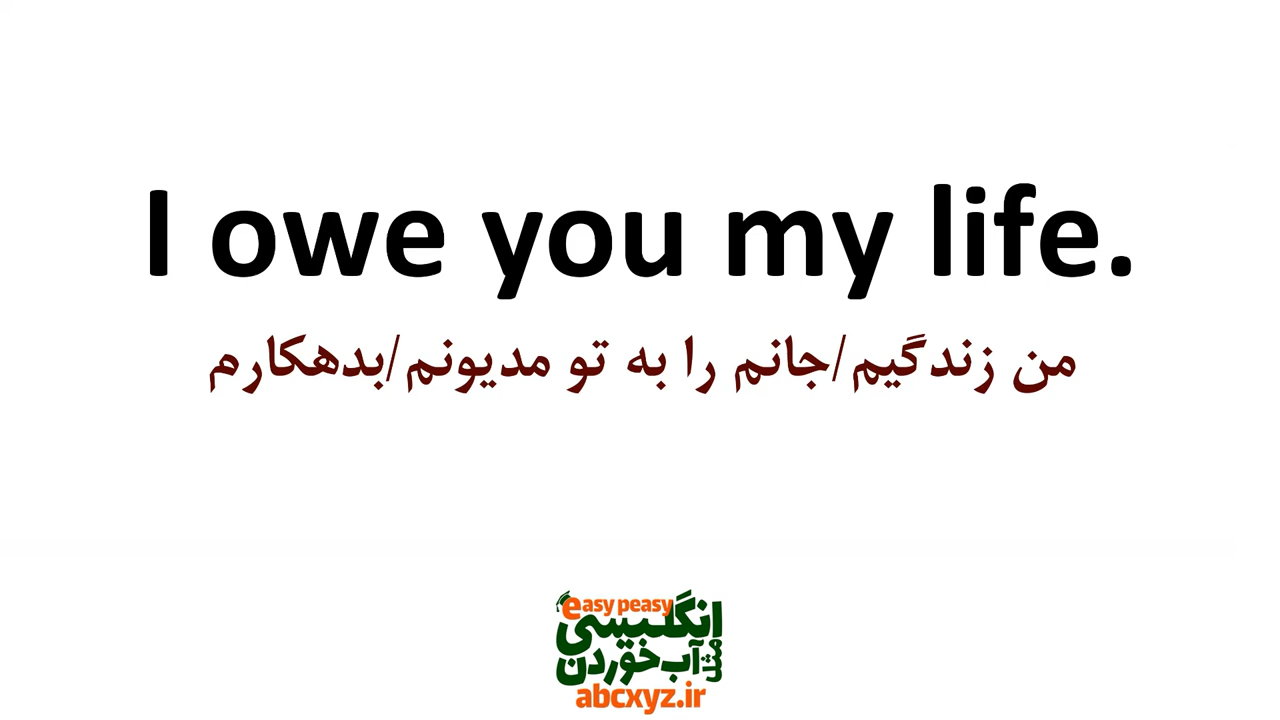 I owe you my life.
من زندگیم/جانم را به تو مدیونم/بدهکارم
easy peasy
انگلیسی
مثل آب خوردن
abcxyz.ir